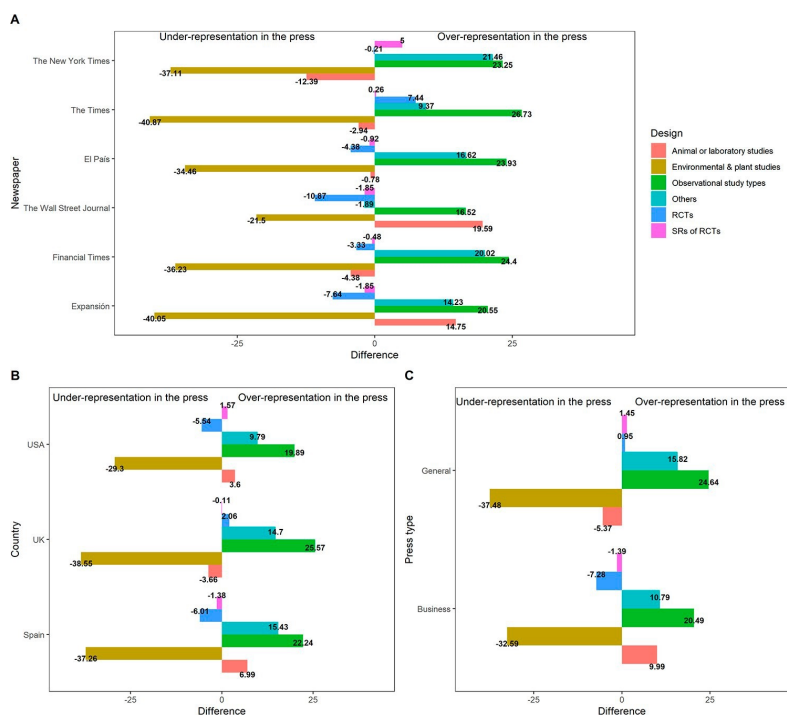 A
Under-representation in the press
Over-representation in the press
5
-0.21
21.46
23.25
-37.11
-12.39
The New York Times
0.26
7.44
9.37
26.73
-40.87
-2.94
The Times
-0.92
-4.38
16.62
23.93
-34.46
-0.78
El País
-1.85
-10.87
-1.89
16.52
-21.5
19.59
The Wall Street Journal
-0.48
-3.33
20.02
24.4
-36.23
-4.38
Financial Times
-1.85
-7.64
14.23
20.55
-40.05
14.75
Expansión
Newspaper
-25
0
25
Difference
Design
Animal or laboratory studies
Environmental & plant studies
Observational study types
Others
RCTs
SRs of RCTs
B
Under-representation in the press
Over-representation in the press
1.57
-5.54
9.79
19.89
-29.3
3.6
USA
-0.11
2.06
14.7
25.57
-38.55
-3.66
UK
-1.38
-6.01
15.43
22.24
-37.26
6.99
Spain
Country
-25
0
25
Difference
C
Under-representation in the press
Over-representation in the press
1.45
0.95
15.82
24.64
-37.48
-5.37
General
-1.39
-7.28
10.79
20.49
-32.59
9.99
Business
Press type
-25
0
25
Difference